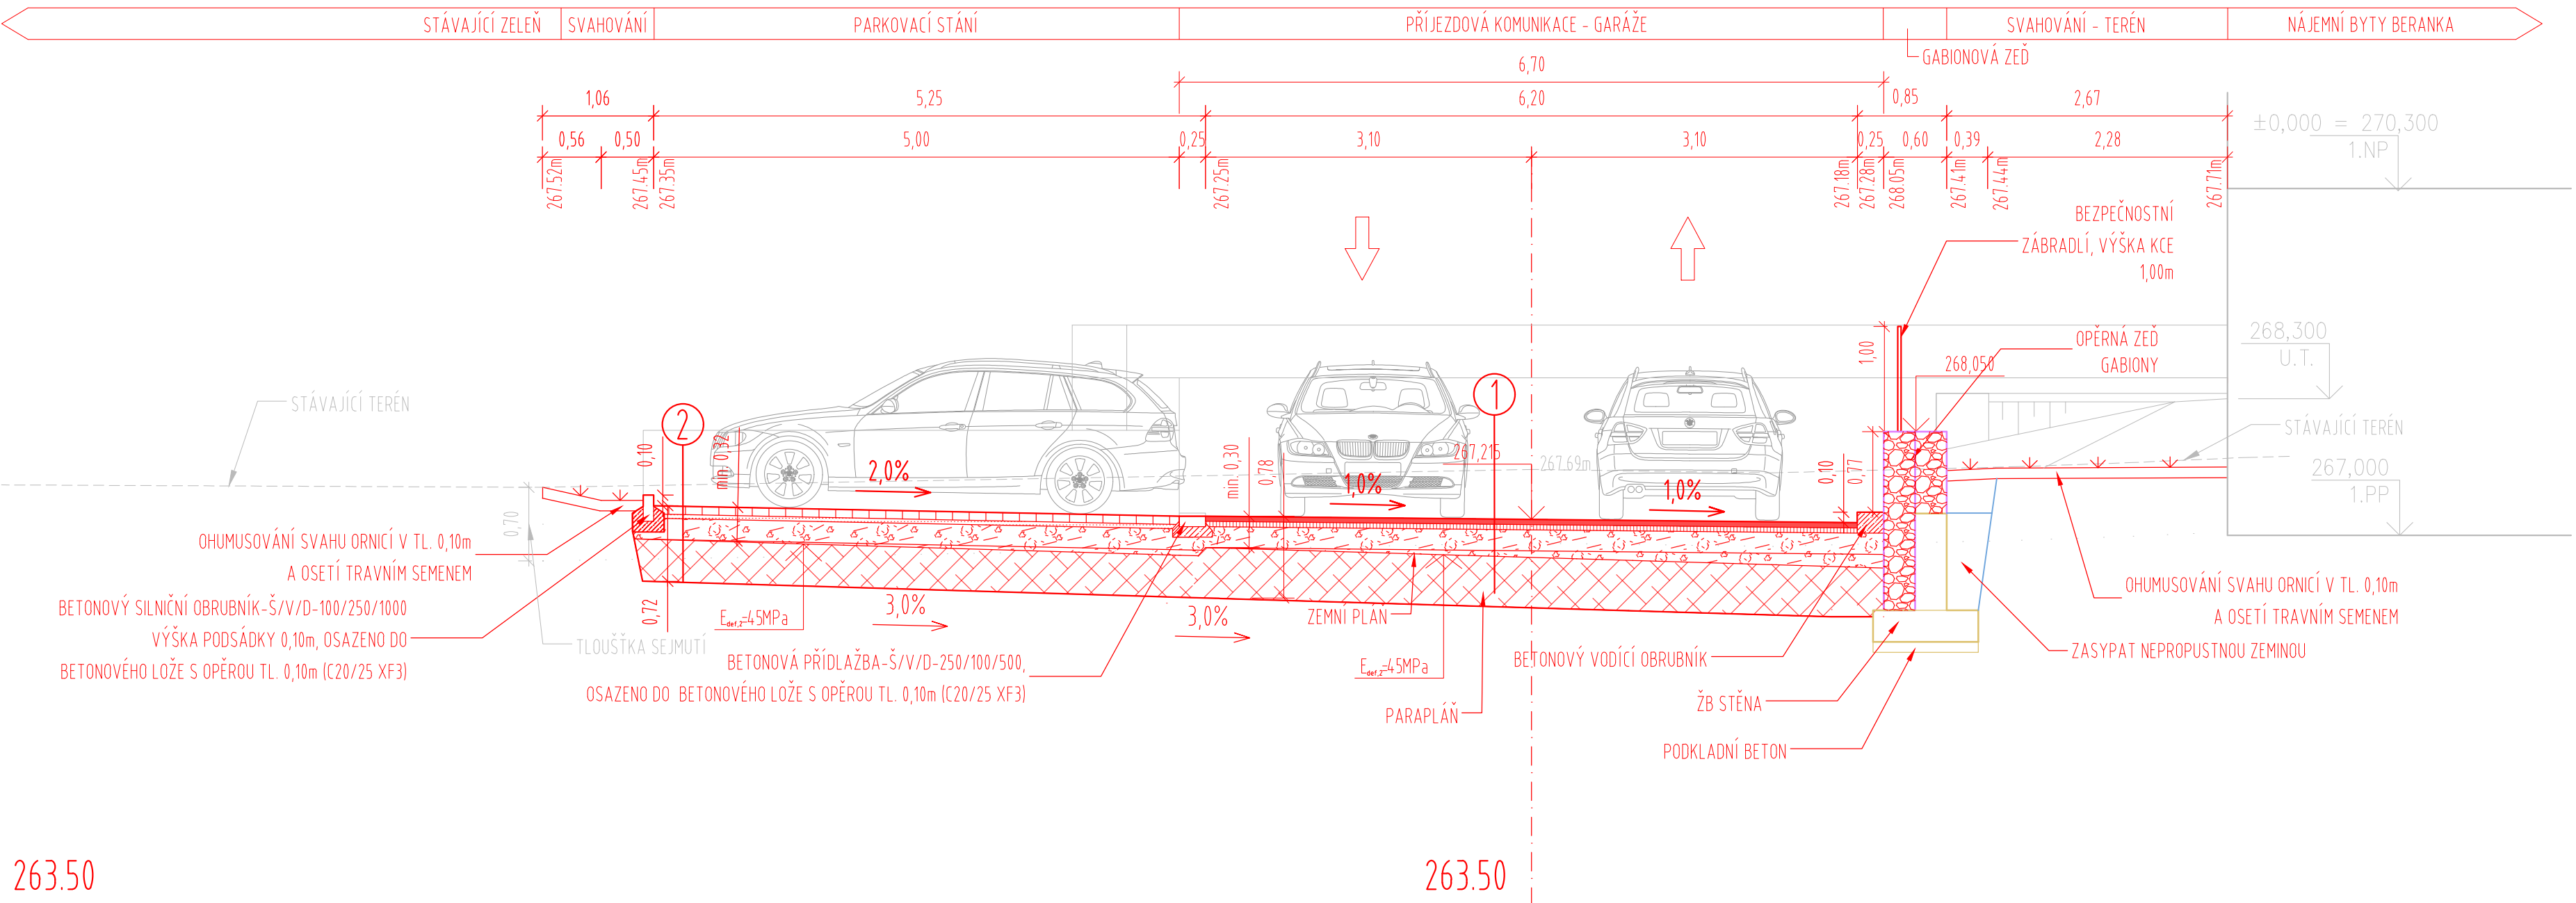 STÁVAJÍCÍ ZELEŇ
SVAHOVÁNÍ
PARKOVACÍ STÁNÍ
PŘÍJEZDOVÁ KOMUNIKACE - GARÁŽE
SVAHOVÁNÍ - TERÉN
NÁJEMNÍ BYTY BERANKA
GABIONOVÁ ZEĎ
6,70
1,06
5,25
6,20
0,85
2,67
0,56
0,50
5,00
0,25
3,10
3,10
0,25
0,60
0,39
2,28
267.52m
267.45m
267.35m
267.25m
267.18m
267.28m
268.05m
267.41m
267.44m
267.71m
±0,000 = 270,300
1.NP
BEZPEČNOSTNÍ
ZÁBRADLÍ, VÝŠKA KCE
1,00m
268,300
U.T.
OPĚRNÁ ZEĎ
GABIONY
1,00
268,050
STÁVAJÍCÍ TERÉN
STÁVAJÍCÍ TERÉN
267,000
1.PP
2
1
0,10
min. 0,32
2,0%
min. 0,30
0,78
1,0%
267,215
267.69m
1,0%
0,10
0,77
0,70
OHUMUSOVÁNÍ SVAHU ORNICÍ V TL. 0,10m
A OSETÍ TRAVNÍM SEMENEM
BETONOVÝ SILNIČNÍ OBRUBNÍK-Š/V/D-100/250/1000
VÝŠKA PODSÁDKY 0,10m, OSAZENO DO
BETONOVÉHO LOŽE S OPĚROU TL. 0,10m (C20/25 XF3)
TLOUŠŤKA SEJMUTÍ
0,72
Edef,2=45MPa
3,0%
3,0%
BETONOVÁ PŘÍDLAŽBA-Š/V/D-250/100/500,
OSAZENO DO BETONOVÉHO LOŽE S OPĚROU TL. 0,10m (C20/25 XF3)
ZEMNÍ PLÁŇ
Edef,2=45MPa
PARAPLÁŇ
BETONOVÝ VODÍCÍ OBRUBNÍK
ŽB STĚNA
PODKLADNÍ BETON
OHUMUSOVÁNÍ SVAHU ORNICÍ V TL. 0,10m
A OSETÍ TRAVNÍM SEMENEM
ZASYPAT NEPROPUSTNOU ZEMINOU
263.50
263.50